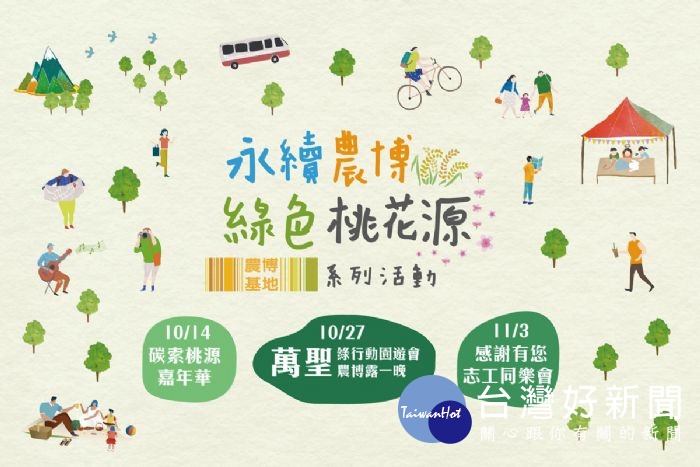 永續農博
綠色桃花源
農博
基地
系列活動
10/14
碳索桃源
嘉年華
10/27
萬聖
綠行動園遊會
農博露一晚
11/3
感謝有您
志工同樂會
TaiwanHot
台灣好新聞
關心跟你有關的新聞